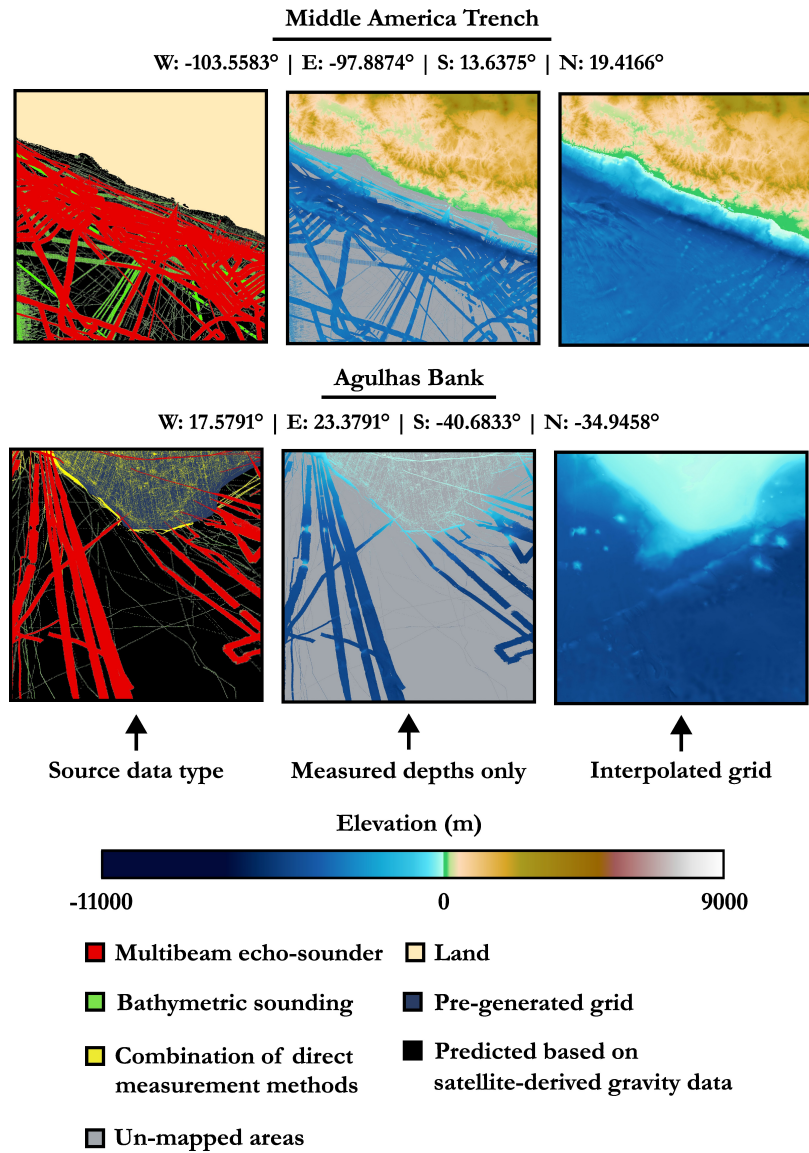 Middle America Trench
W: -103.5583° | E: -97.8874° | S: 13.6375° | N: 19.4166°
Agulhas Bank
W: 17.5791° | E: 23.3791° | S: -40.6833° | N: -34.9458°
Source data type
Measured depths only
Interpolated grid
Elevation (m)
-11000
0
9000
Multibeam echo-sounder
Land
Bathymetric sounding
Pre-generated grid
Combination of direct
measurement methods
Predicted based on
satellite-derived gravity data
Un-mapped areas